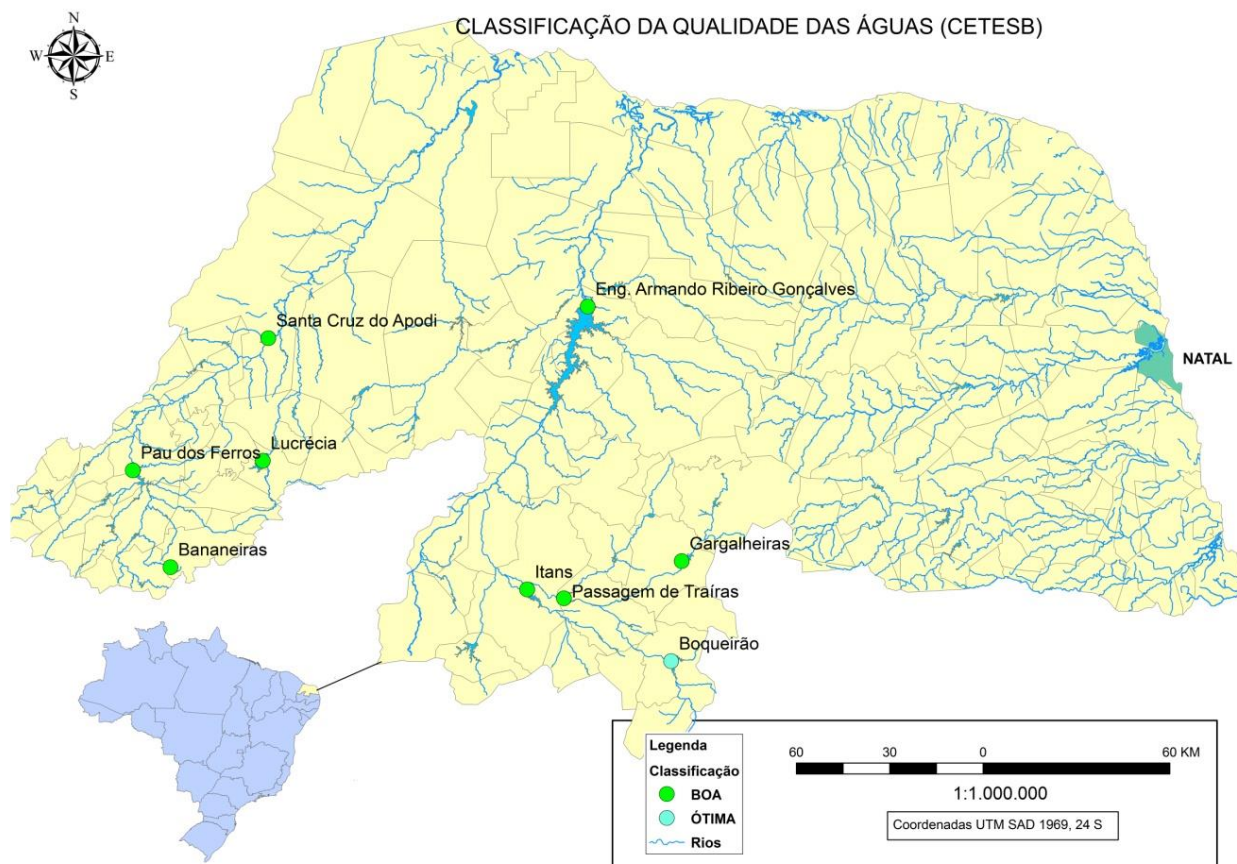 CLASSIFICAÇÃO DA QUALIDADE DAS ÁGUAS (CETESB)
N
W E
S
Eng. Armando Ribeiro Gonçalves
Santa Cruz do Apodi
NATAL
Lucrécia
Pau dos Ferros
Bananeiras
Gargalheiras
Itans
Passagem de Traíras
Boqueirão
Legenda
Classificação
BOA
ÓTIMA
Rios
60 30 0 60 KM
1:1.000.000
Coordenadas UTM SAD 1969, 24 S